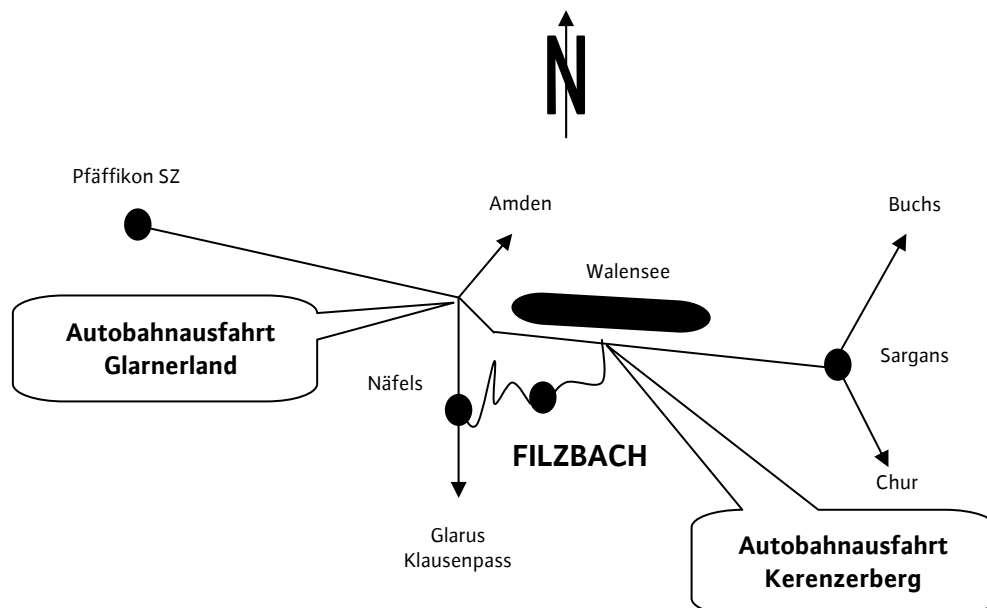 N
Pfäffikon SZ
Amden
Buchs
Walensee
Autobahnausfahrt
Glarnerland
Näfels
Sargans
FILZBACH
Chur
Glarus
Klausenpass
Autobahnausfahrt
Kerenzerberg